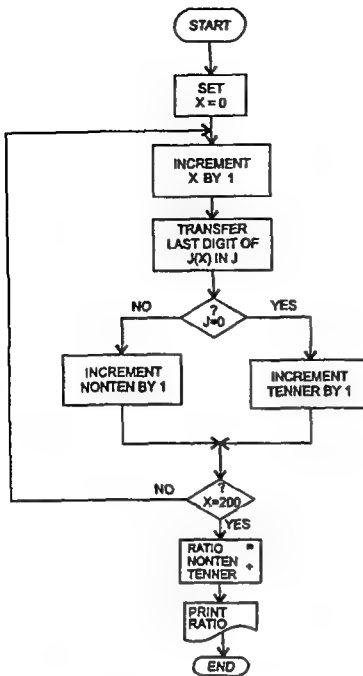 START
SET
X = 0
INCREMENT
X BY 1
TRANSFER
LAST DIGIT OF
J(X) IN J
NO
?
J=0
YES
INCREMENT
NONTEN BY 1
INCREMENT
TENNER BY 1
NO
?
X=200
YES
RATIO =
NONTEN ÷
TENNER
PRINT
RATIO
END